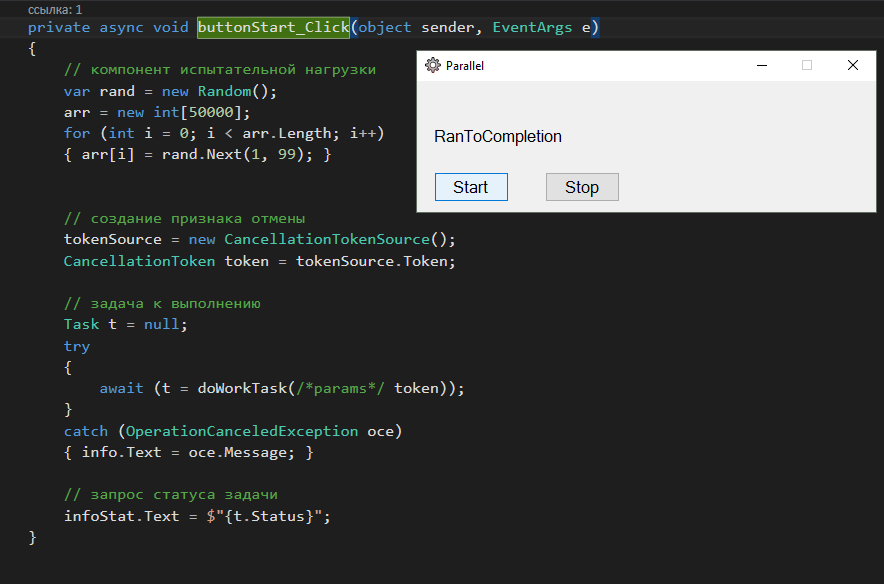 ссылка: 1
private async void buttonStart_Click(object sender, EventArgs e)
{
// компонент испытательной нагрузки
var rand = new Random();
arr = new int[50000];
for (int i = 0; i < arr.Length; i++)
{ arr[i] = rand.Next(1, 99); }
// создание признака отмены
tokenSource = new CancellationTokenSource();
CancellationToken token = tokenSource.Token;
// задача к выполнению
Task t = null;
try
{
await (t = doWorkTask(/*params*/ token));
}
catch (OperationCanceledException oce)
{ info.Text = oce.Message; }
// запрос статуса задачи
infoStat.Text = $"{t.Status}";
}
Parallel
RanToCompletion
Start Stop